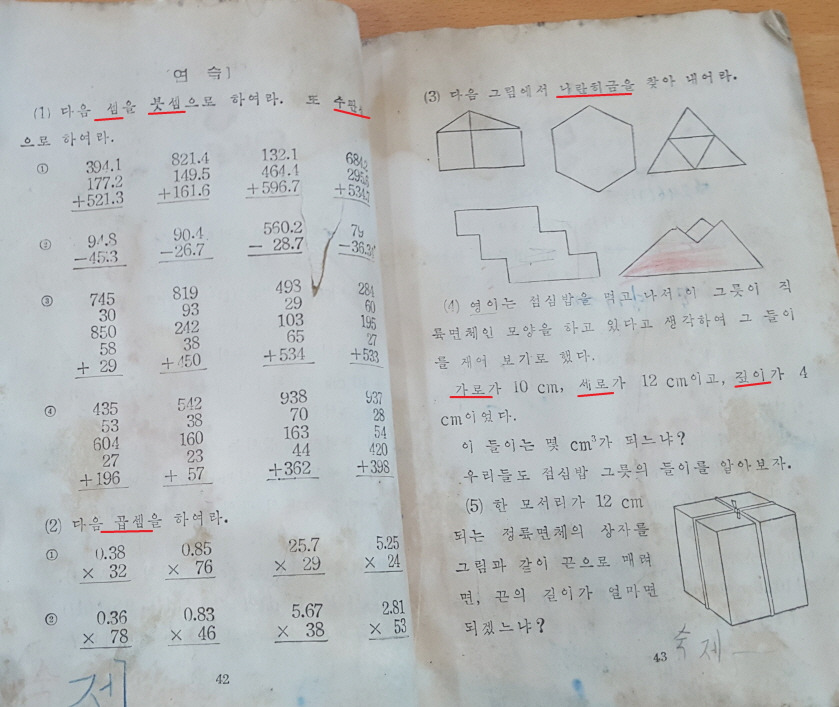 연 습 1
(1) 다음 셈을 붓셈으로 하여라. 또 수판셈
으로 하여라.
① 394.1 821.4 132.1
177.2 149.5 464.4
+521.3 +161.6 +596.7
② 94.8 90.4 560.2
-45.3 -26.7 - 28.7
③ 745 819 493 284
30 93 29 60
850 242 103 195
58 38 65 27
+ 29 +450 +534 +533
④ 435 542 938 937
53 38 70 28
604 160 163 54
27 23 44 420
+196 + 57 +362 +398
(2) 다음 곱셈을 하여라.
① 0.38 0.85 25.7 5.25
× 32 × 76 × 29 × 24
② 0.36 0.83 5.67 2.81
× 78 × 46 × 38 × 53
제
42
(3) 다음 그림에서 나란히금을 찾아 내어라.
(4) 영이는 점심밥을 먹고 나서 이 그릇이 직
륙면체인 모양을 하고 있다고 생각하여 그 들이
를 재어 보기로 했다.
가로가 10 cm, 세로가 12 cm이고, 깊이가 4
cm이었다.
이 들이는 몇 cm³가 되느냐?
우리들도 점심밥 그릇의 들이를 알아보자.
(5) 한 모서리가 12 cm
되는 정륙면체의 상자를
그림과 같이 끈으로 매려
면, 끈의 길이가 얼마면
되겠느냐?
43
숙제